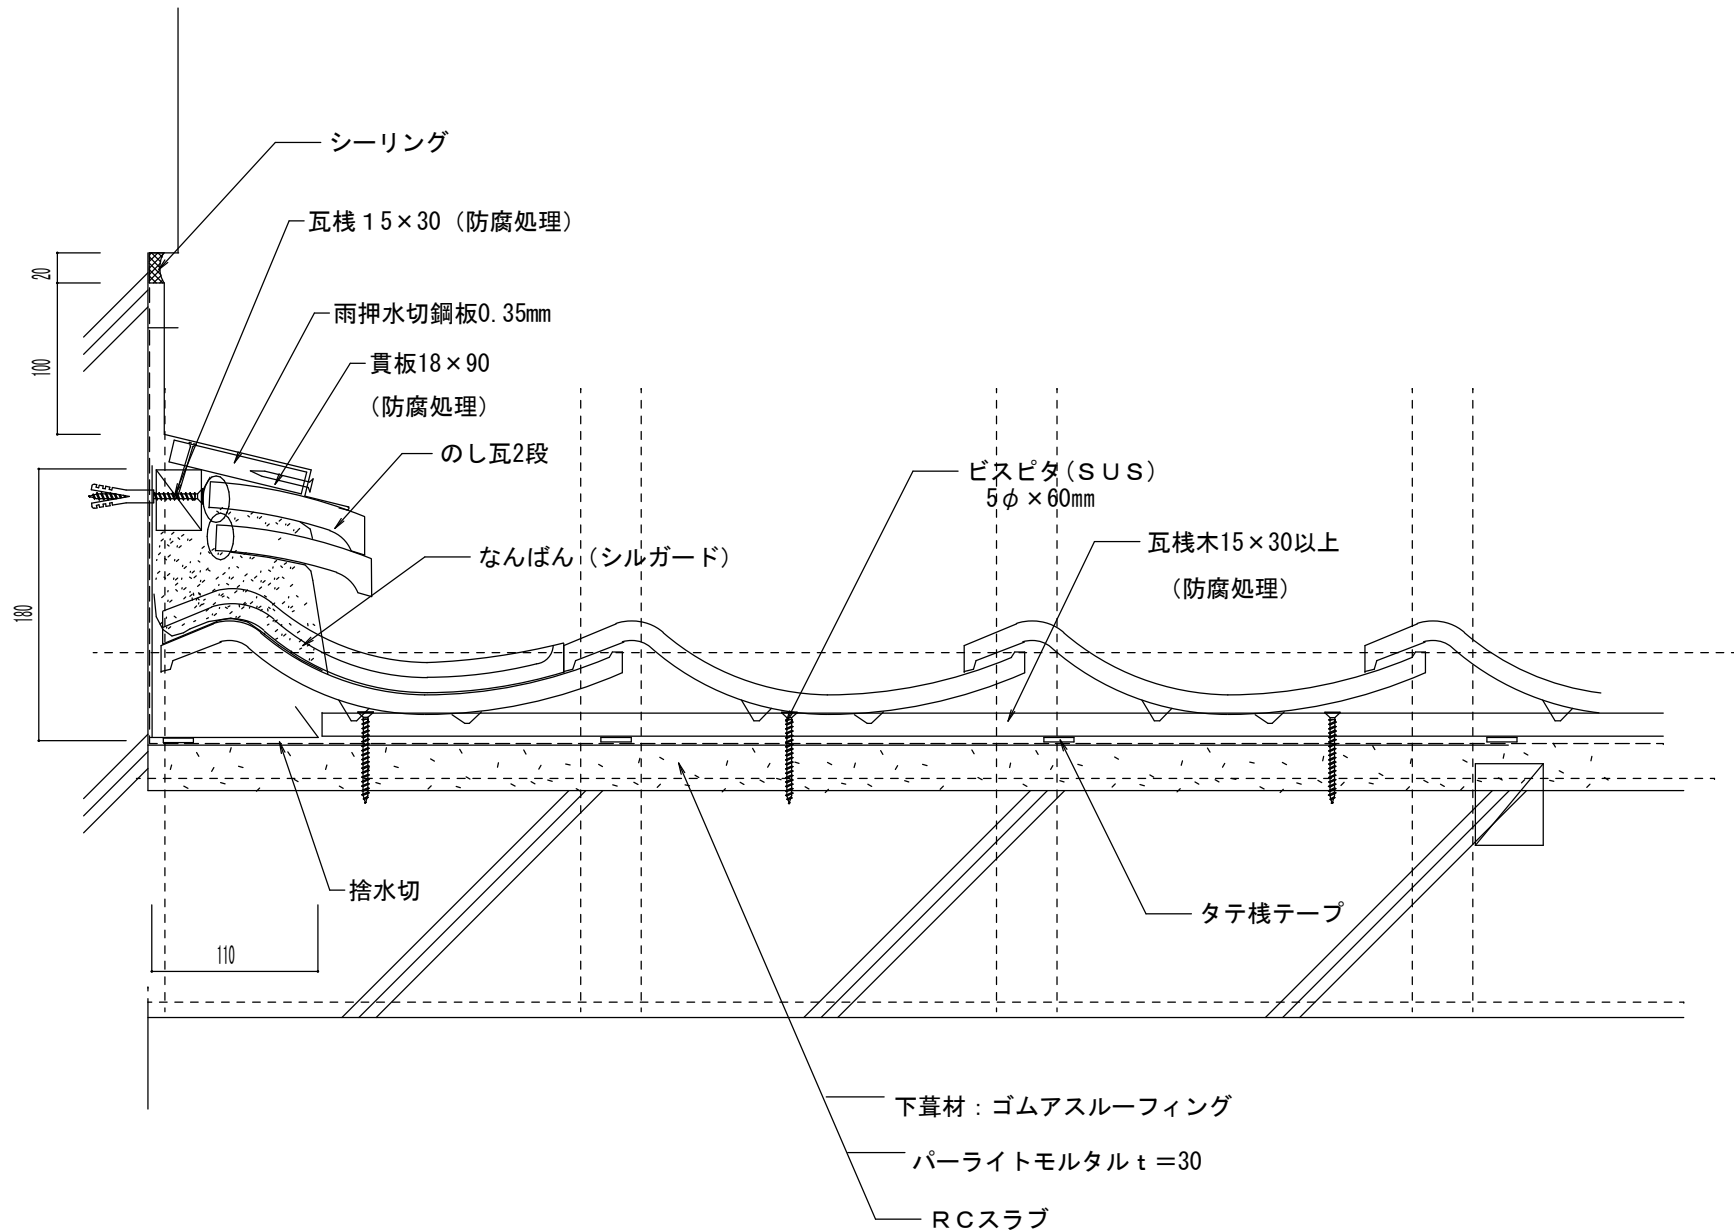 シーリング
瓦桟15×30（防腐処理）
20
雨押水切鋼板0.35mm
100
貫板18×90
（防腐処理）
のし瓦2段
ビスピタ(ＳＵＳ)
5φ×60mm
瓦桟木15×30以上
（防腐処理）
なんばん（シルガード）
180
捨水切
タテ桟テープ
110
下葺材：ゴムアスルーフィング
パーライトモルタルｔ＝30
ＲＣスラブ